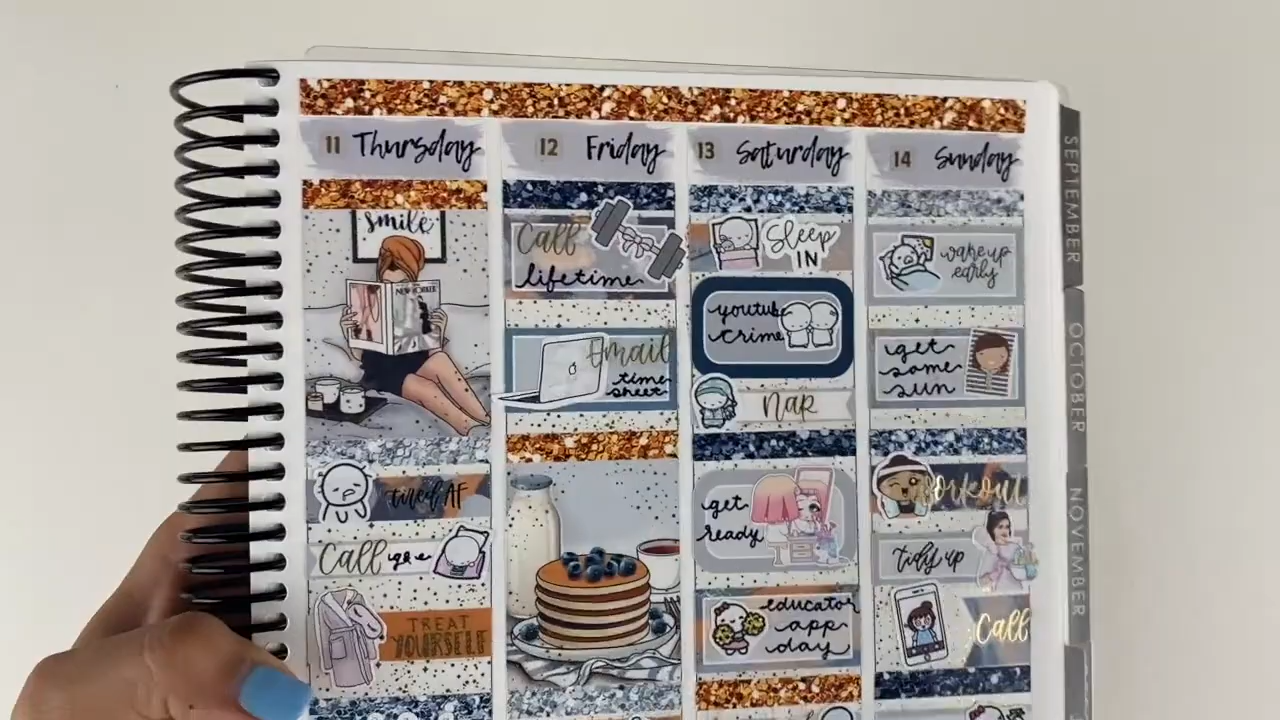 11 Thursday
12 Friday
13 Saturday
14 Sunday
smile
NEW YORKER
tired AF
Call
TREAT
YOURSELF
Call
lifetime
Email
time
sheet
Sleep
IN
youtube
crime
Nap
get
ready
educator
app
day
wake up
early
get
some
sun
Workout
tidy up
Call
SEPTEMBER
OCTOBER
NOVEMBER